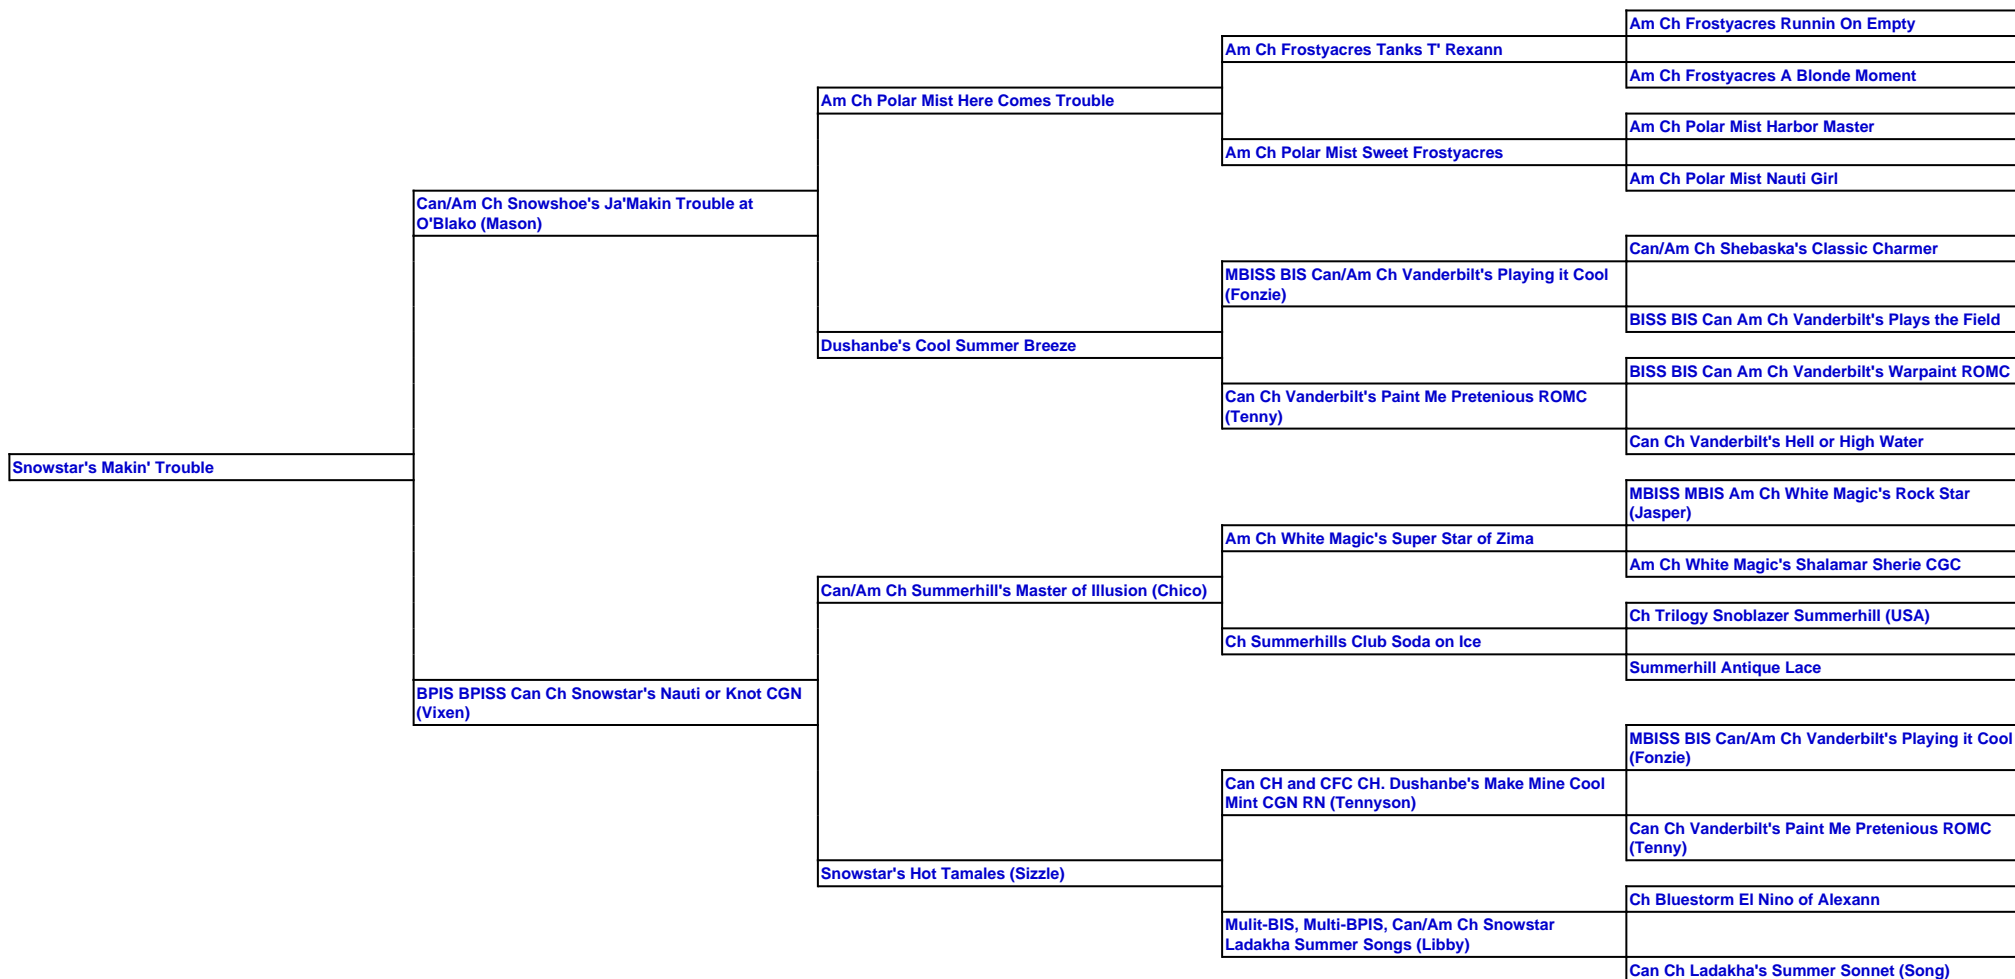 Am Ch Frostyacres Runnin On Empty
Am Ch Frostyacres Tanks T' Rexann
Am Ch Frostyacres A Blonde Moment
Am Ch Polar Mist Here Comes Trouble
Am Ch Polar Mist Harbor Master
Am Ch Polar Mist Sweet Frostyacres
Am Ch Polar Mist Nauti Girl
Can/Am Ch Snowshoe's Ja'Makin Trouble at
O'Blako (Mason)
Can/Am Ch Shebaska's Classic Charmer
MBISS BIS Can/Am Ch Vanderbilt's Playing it Cool
(Fonzie)
BISS BIS Can Am Ch Vanderbilt's Plays the Field
Dushanbe's Cool Summer Breeze
BISS BIS Can Am Ch Vanderbilt's Warpaint ROMC
Can Ch Vanderbilt's Paint Me Pretenious ROMC
(Tenny)
Can Ch Vanderbilt's Hell or High Water
Snowstar's Makin' Trouble
MBISS MBIS Am Ch White Magic's Rock Star
(Jasper)
Am Ch White Magic's Super Star of Zima
Am Ch White Magic's Shalamar Sherie CGC
Can/Am Ch Summerhill's Master of Illusion (Chico)
Ch Trilogy Snoblazer Summerhill (USA)
Ch Summerhills Club Soda on Ice
Summerhill Antique Lace
BPIS BPISS Can Ch Snowstar's Nauti or Knot CGN
(Vixen)
MBISS BIS Can/Am Ch Vanderbilt's Playing it Cool
(Fonzie)
Can CH and CFC CH. Dushanbe's Make Mine Cool
Mint CGN RN (Tennyson)
Can Ch Vanderbilt's Paint Me Pretenious ROMC
(Tenny)
Snowstar's Hot Tamales (Sizzle)
Ch Bluestorm El Nino of Alexann
Mulit-BIS, Multi-BPIS, Can/Am Ch Snowstar
Ladakha Summer Songs (Libby)
Can Ch Ladakha's Summer Sonnet (Song)